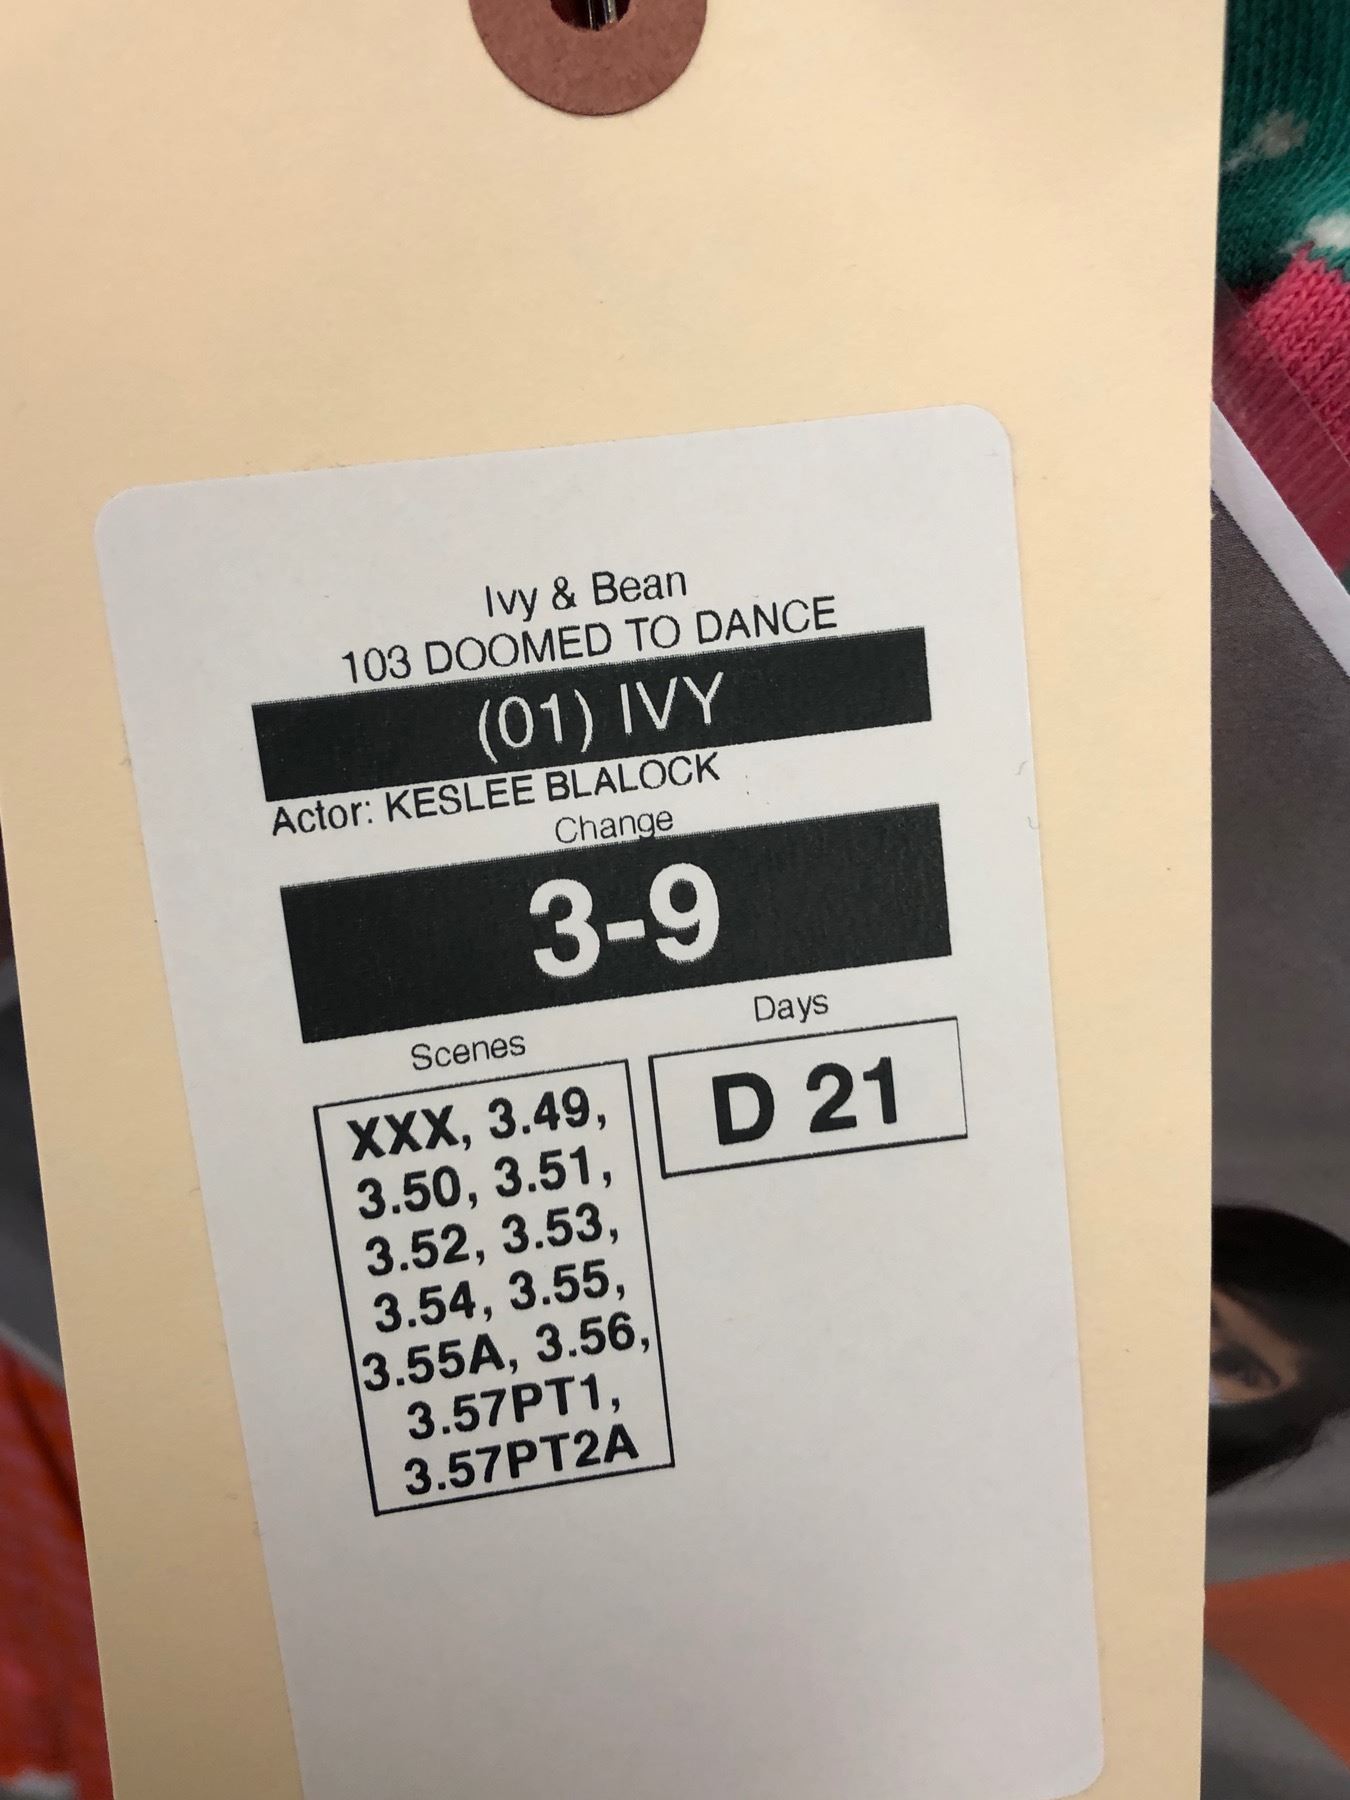 Ivy & Bean
103 DOOMED TO DANCE
(01) IVY
Actor: KESLEE BLALOCK
Change
3-9
Scenes
Days
XXX, 3.49,
3.50, 3.51,
3.52, 3.53,
3.54, 3.55,
3.55A, 3.56,
3.57PT1,
3.57PT2A
D 21